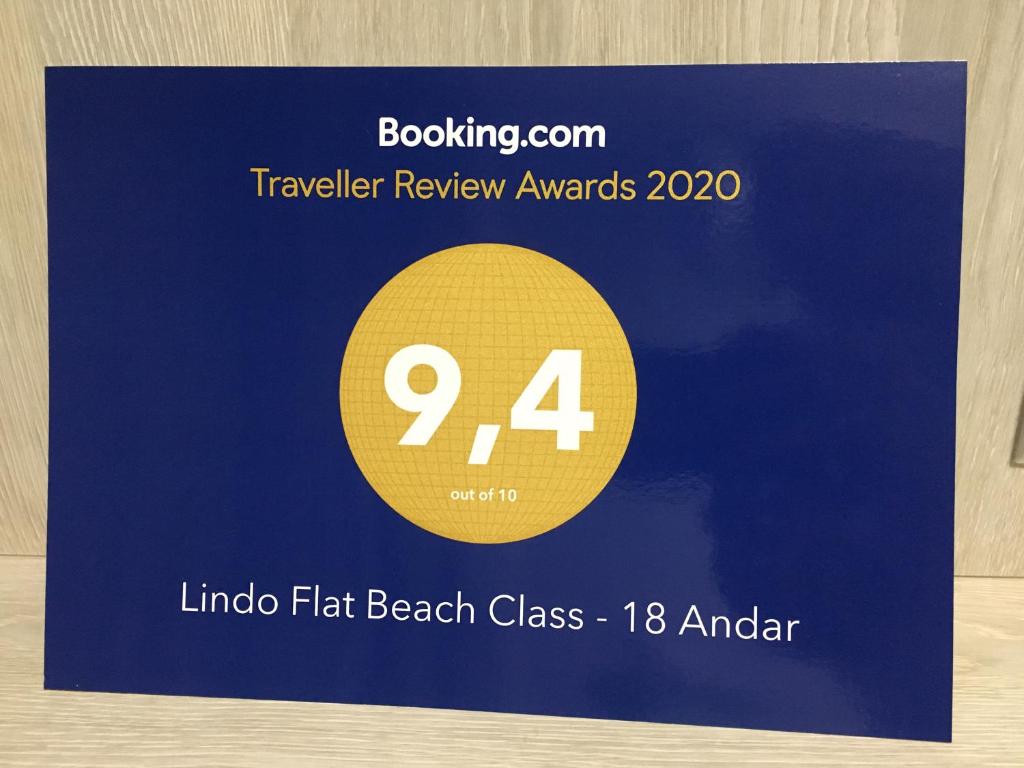 Booking.com
Traveller Review Awards 2020
9,4
out of 10
Lindo Flat Beach Class - 18 Andar